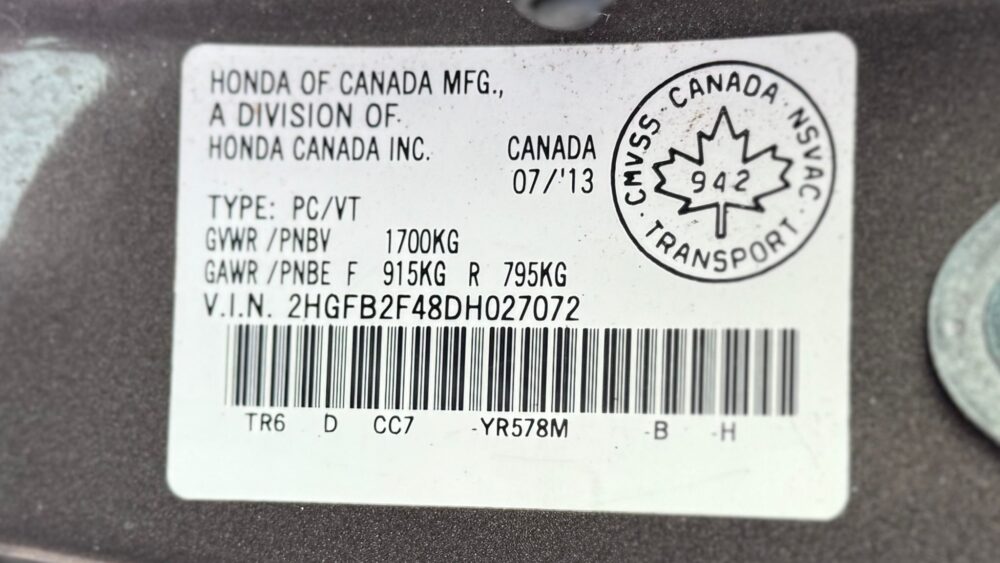 HONDA OF CANADA MFG.,
A DIVISION OF
HONDA CANADA INC.
CANADA
07/'13
TYPE: PC/VT
GVWR /PNBV 1700KG
GAWR /PNBE F 915KG R 795KG
V.I.N. 2HGFB2F48DH027072
TR6 D CC7 -YR578M -B -H
CMVSS · CANADA · NSVAC ·
942
TRANSPORT